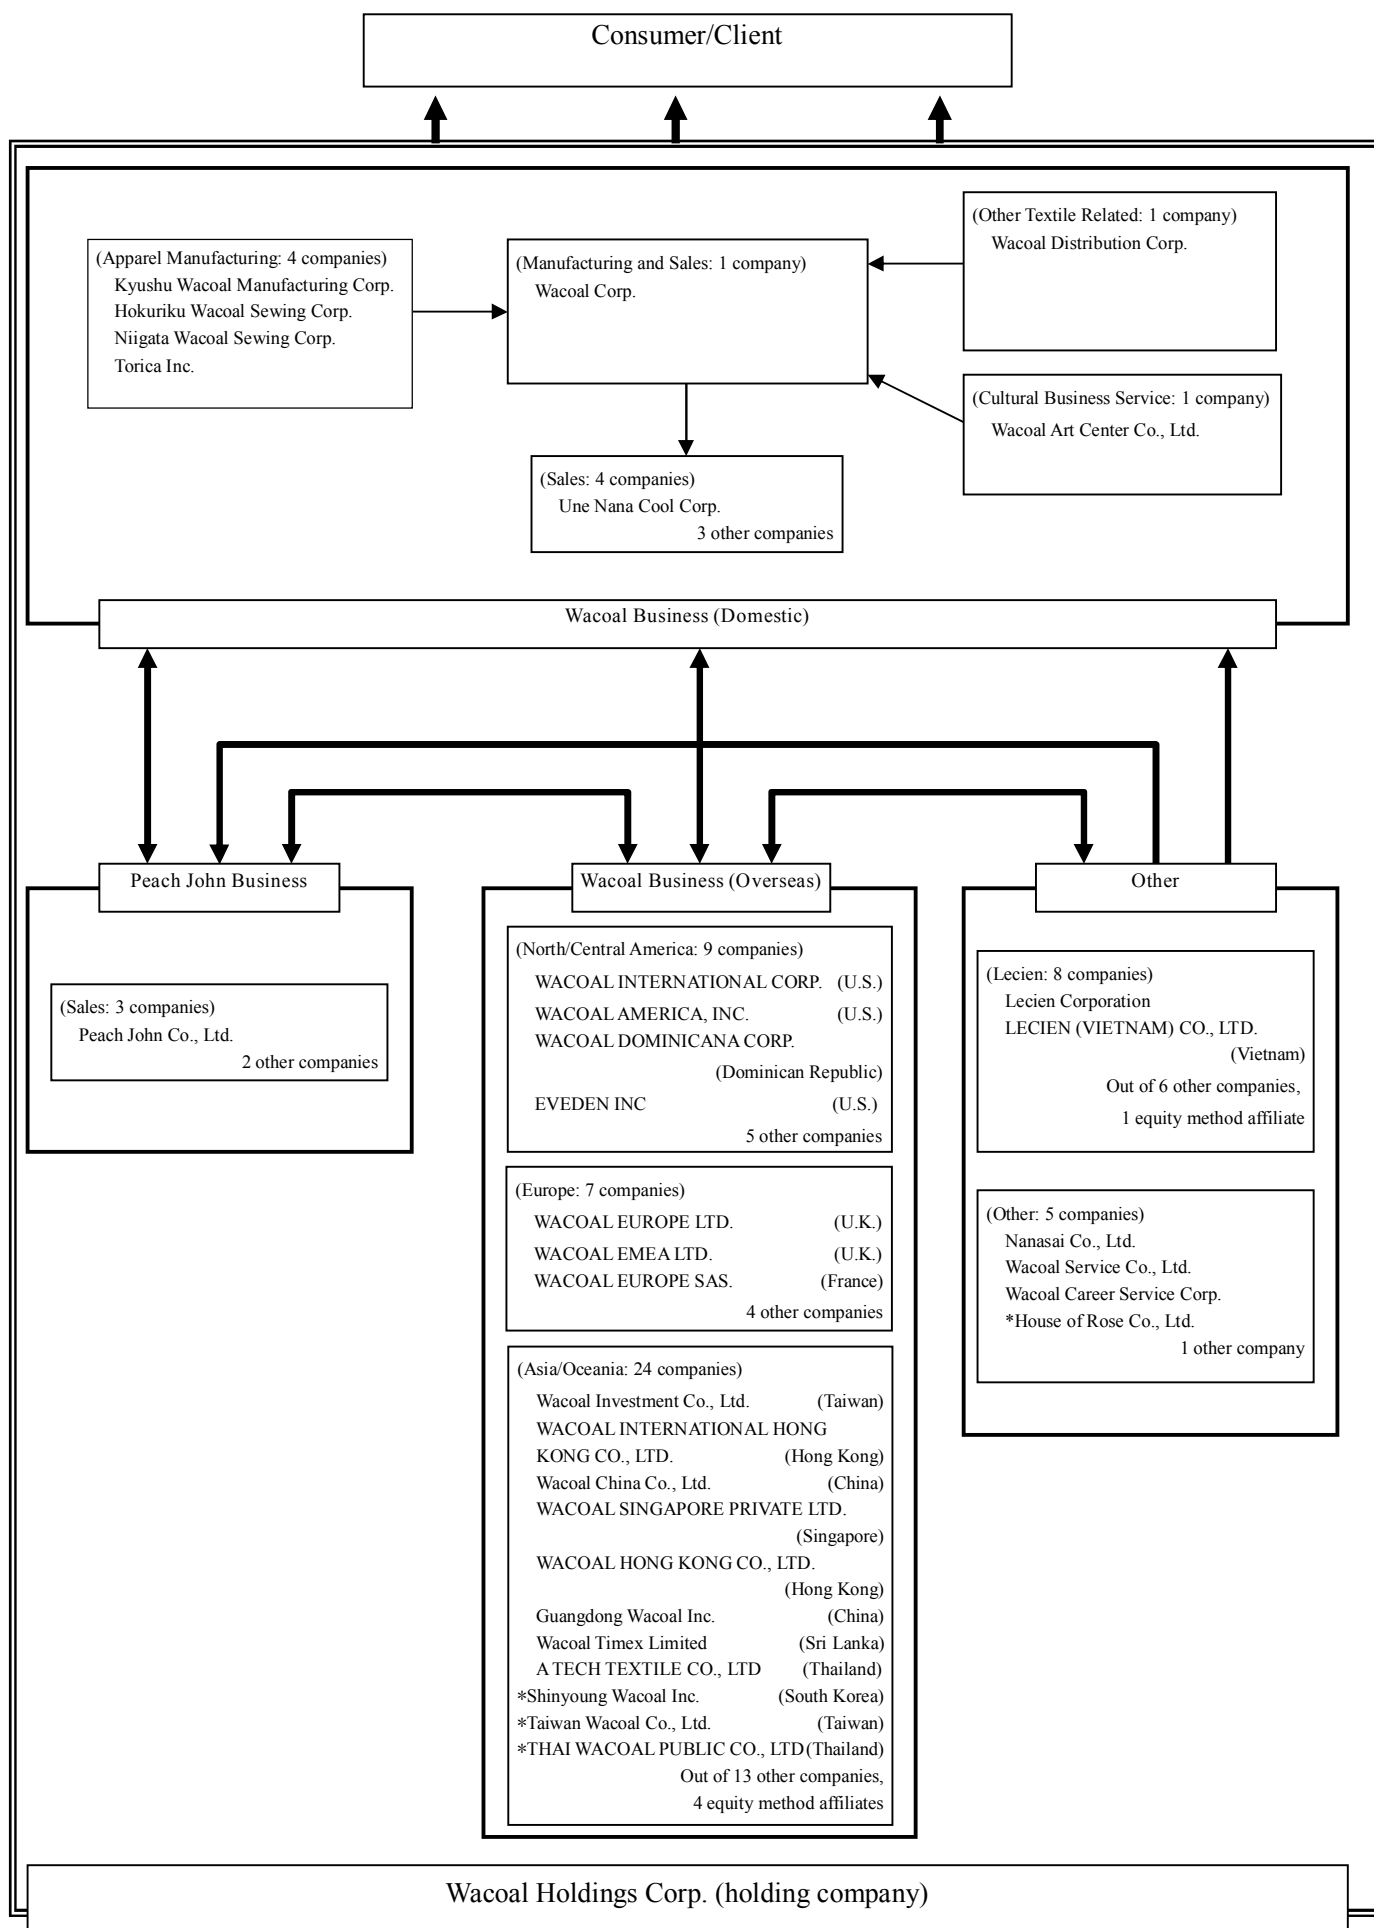 Consumer/Client
(Apparel Manufacturing: 4 companies)
Kyushu Wacoal Manufacturing Corp.
Hokuriku Wacoal Sewing Corp.
Niigata Wacoal Sewing Corp.
Torica Inc.
(Manufacturing and Sales: 1 company)
Wacoal Corp.
(Other Textile Related: 1 company)
Wacoal Distribution Corp.
(Cultural Business Service: 1 company)
Wacoal Art Center Co., Ltd.
(Sales: 4 companies)
Une Nana Cool Corp.
3 other companies
Wacoal Business (Domestic)
Peach John Business
(Sales: 3 companies)
Peach John Co., Ltd.
2 other companies
Wacoal Business (Overseas)
(North/Central America: 9 companies)
WACOAL INTERNATIONAL CORP. (U.S.)
WACOAL AMERICA, INC. (U.S.)
WACOAL DOMINICANA CORP.
(Dominican Republic)
EVEDEN INC (U.S.)
5 other companies
(Europe: 7 companies)
WACOAL EUROPE LTD. (U.K.)
WACOAL EMEA LTD. (U.K.)
WACOAL EUROPE SAS. (France)
4 other companies
(Asia/Oceania: 24 companies)
Wacoal Investment Co., Ltd. (Taiwan)
WACOAL INTERNATIONAL HONG
KONG CO., LTD. (Hong Kong)
Wacoal China Co., Ltd. (China)
WACOAL SINGAPORE PRIVATE LTD.
(Singapore)
WACOAL HONG KONG CO., LTD.
(Hong Kong)
Guangdong Wacoal Inc. (China)
Wacoal Timex Limited (Sri Lanka)
A TECH TEXTILE CO., LTD (Thailand)
*Shinyoung Wacoal Inc. (South Korea)
*Taiwan Wacoal Co., Ltd. (Taiwan)
*THAI WACOAL PUBLIC CO., LTD (Thailand)
Out of 13 other companies,
4 equity method affiliates
Other
(Lecien: 8 companies)
Lecien Corporation
LECIEN (VIETNAM) CO., LTD.
(Vietnam)
Out of 6 other companies,
1 equity method affiliate
(Other: 5 companies)
Nanasai Co., Ltd.
Wacoal Service Co., Ltd.
Wacoal Career Service Corp.
*House of Rose Co., Ltd.
1 other company
Wacoal Holdings Corp. (holding company)